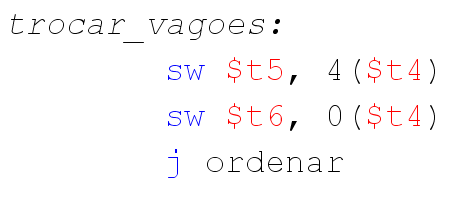 trocar_vagoes:
sw $t5, 4($t4)
sw $t6, 0($t4)
j ordenar